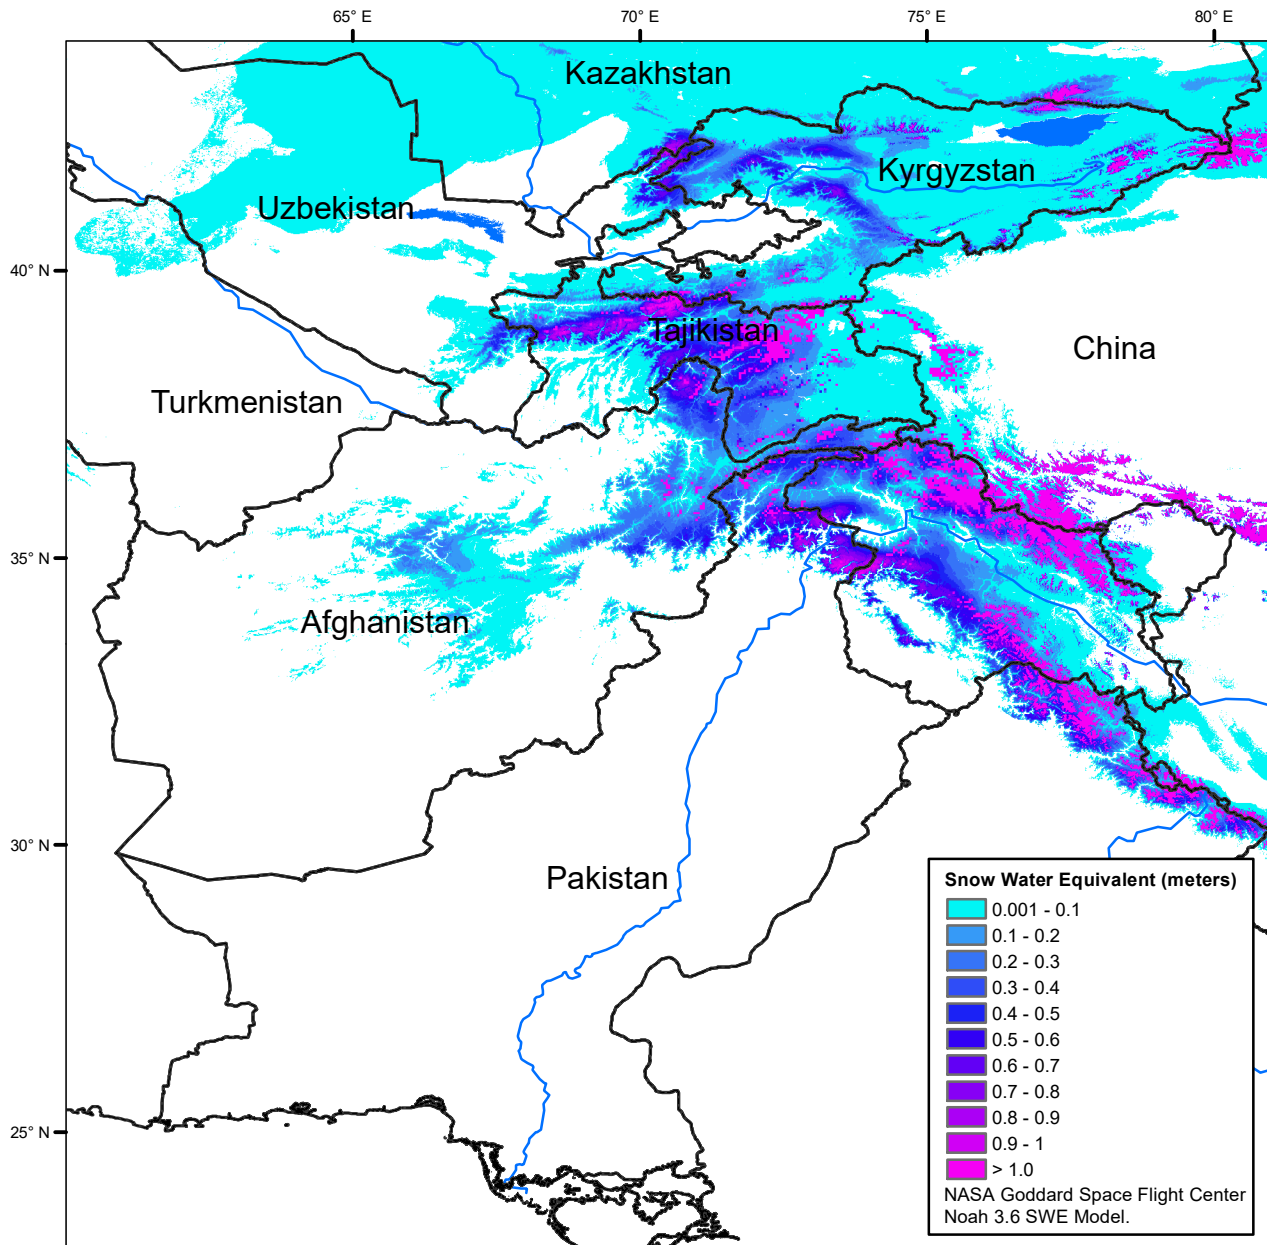 65° E
70° E
75° E
80° E
Kazakhstan
Kyrgyzstan
Uzbekistan
40° N
Tajikistan
China
Turkmenistan
35° N
Afghanistan
30° N
Pakistan
25° N
Snow Water Equivalent (meters)
0.001 - 0.1
0.1 - 0.2
0.2 - 0.3
0.3 - 0.4
0.4 - 0.5
0.5 - 0.6
0.6 - 0.7
0.7 - 0.8
0.8 - 0.9
0.9 - 1
> 1.0
NASA Goddard Space Flight Center
Noah 3.6 SWE Model.